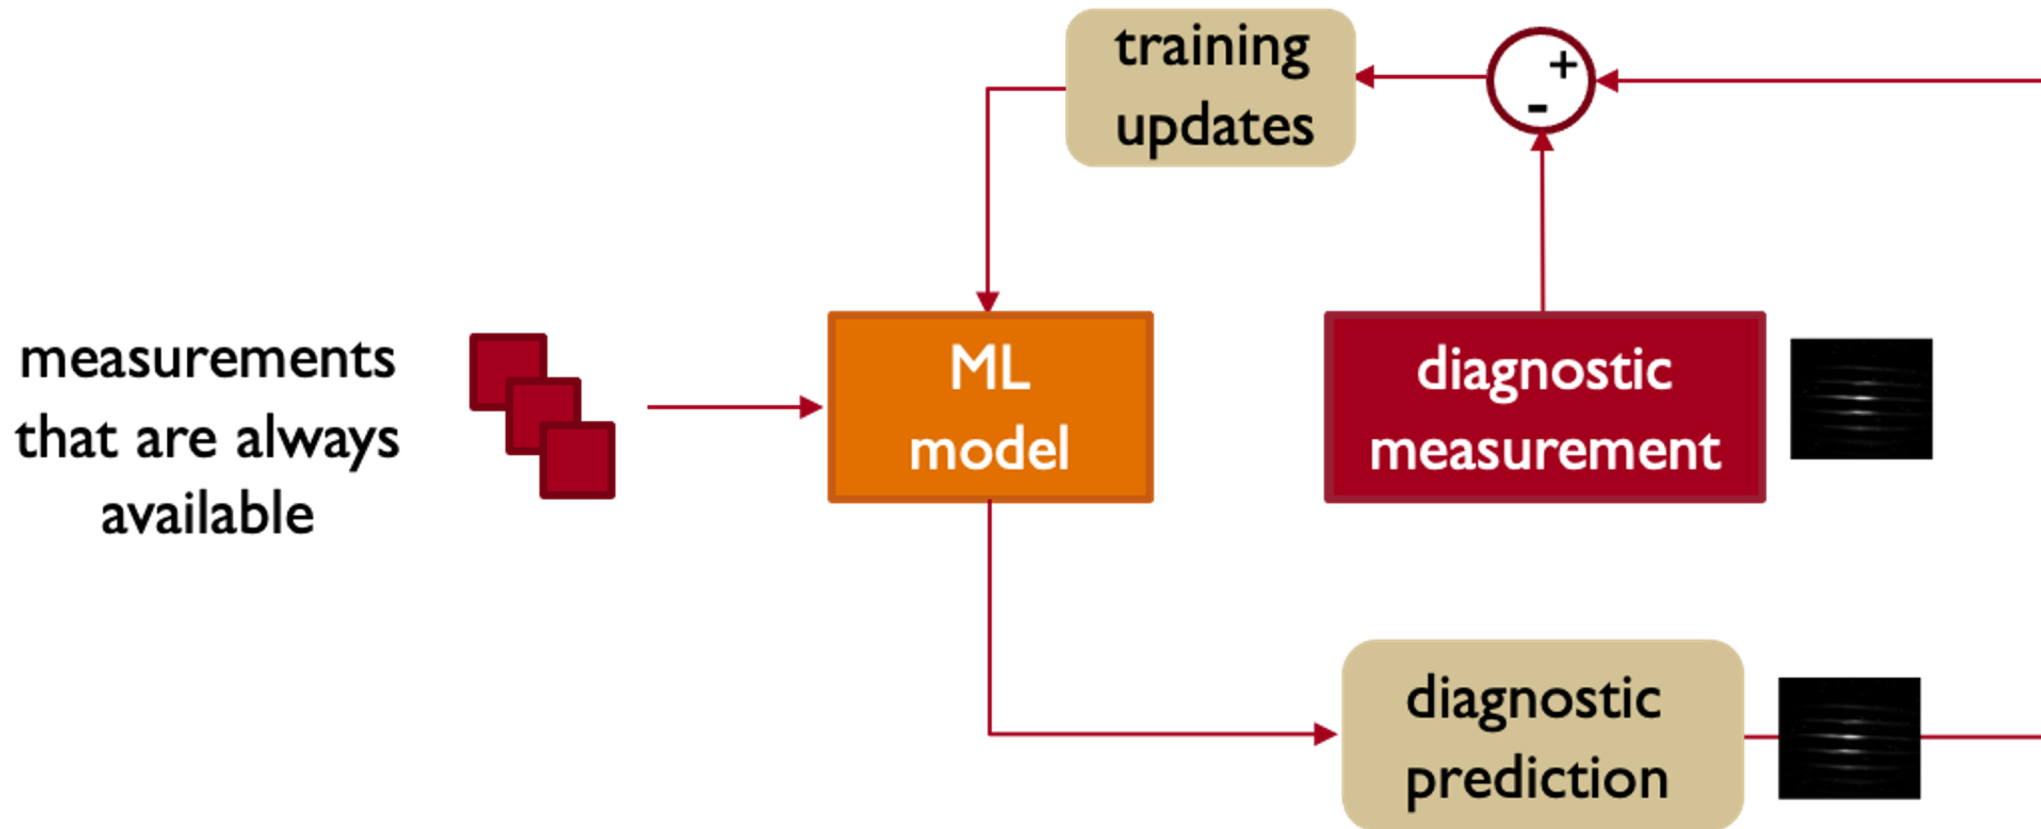 training
updates
+
-
measurements
that are always
available
ML
model
diagnostic
measurement
diagnostic
prediction